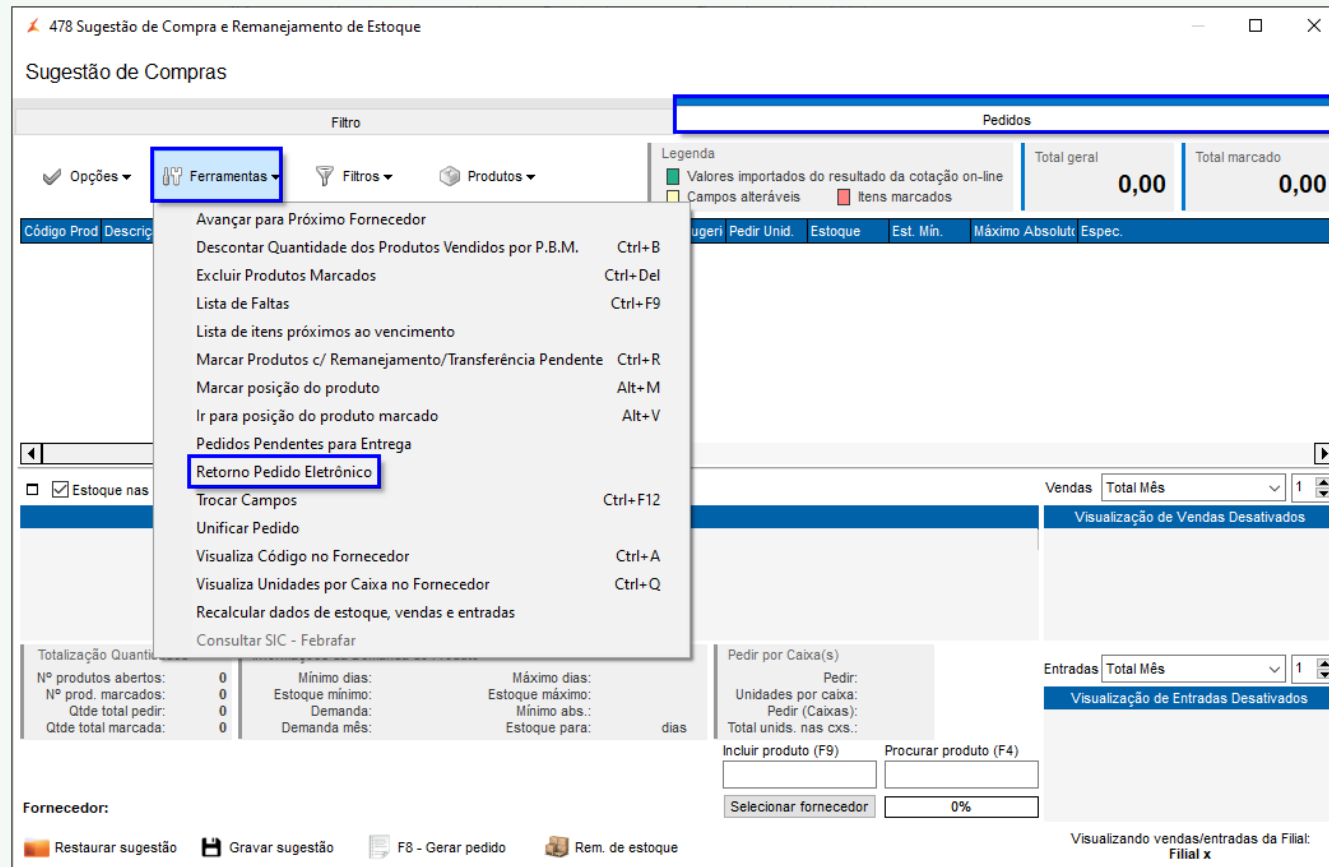 478 Sugestão de Compra e Remanejamento de Estoque
Sugestão de Compras
Filtro
Pedidos
Opções
Ferramentas
Filtros
Produtos
Legenda
Valores importados do resultado da cotação on-line
Campos alteráveis
Itens marcados
Total geral
0,00
Total marcado
0,00
Código Prod
Descriç
ugeri
Pedir Unid.
Estoque
Est. Mín.
Máximo Absolut
Espec.
Avançar para Próximo Fornecedor
Descontar Quantidade dos Produtos Vendidos por P.B.M. Ctrl+B
Excluir Produtos Marcados Ctrl+Del
Lista de Faltas Ctrl+F9
Lista de itens próximos ao vencimento
Marcar Produtos c/ Remanejamento/Transferência Pendente Ctrl+R
Marcar posição do produto Alt+M
Ir para posição do produto marcado Alt+V
Pedidos Pendentes para Entrega
Retorno Pedido Eletrônico
Trocar Campos Ctrl+F12
Unificar Pedido
Visualiza Código no Fornecedor Ctrl+A
Visualiza Unidades por Caixa no Fornecedor Ctrl+Q
Recalcular dados de estoque, vendas e entradas
Consultar SIC - Febrafar
Estoque nas
Vendas
Total Mês
1
Visualização de Vendas Desativados
Totalização
Nº produtos abertos: 0
Nº prod. marcados: 0
Qtde total pedir: 0
Qtde total marcada: 0
Mínimo dias:
Máximo dias:
Estoque mínimo:
Estoque máximo:
Demanda:
Mínimo abs.:
Demanda mês:
Estoque para: dias
Pedir por Caixa(s)
Pedir:
Unidades por caixa:
Pedir (Caixas):
Total unids. nas cxs.:
Entradas
Total Mês
1
Visualização de Entradas Desativados
Incluir produto (F9)
Procurar produto (F4)
Selecionar fornecedor
0%
Fornecedor:
Restaurar sugestão
Gravar sugestão
F8 - Gerar pedido
Rem. de estoque
Visualizando vendas/entradas da Filial:
Filial x